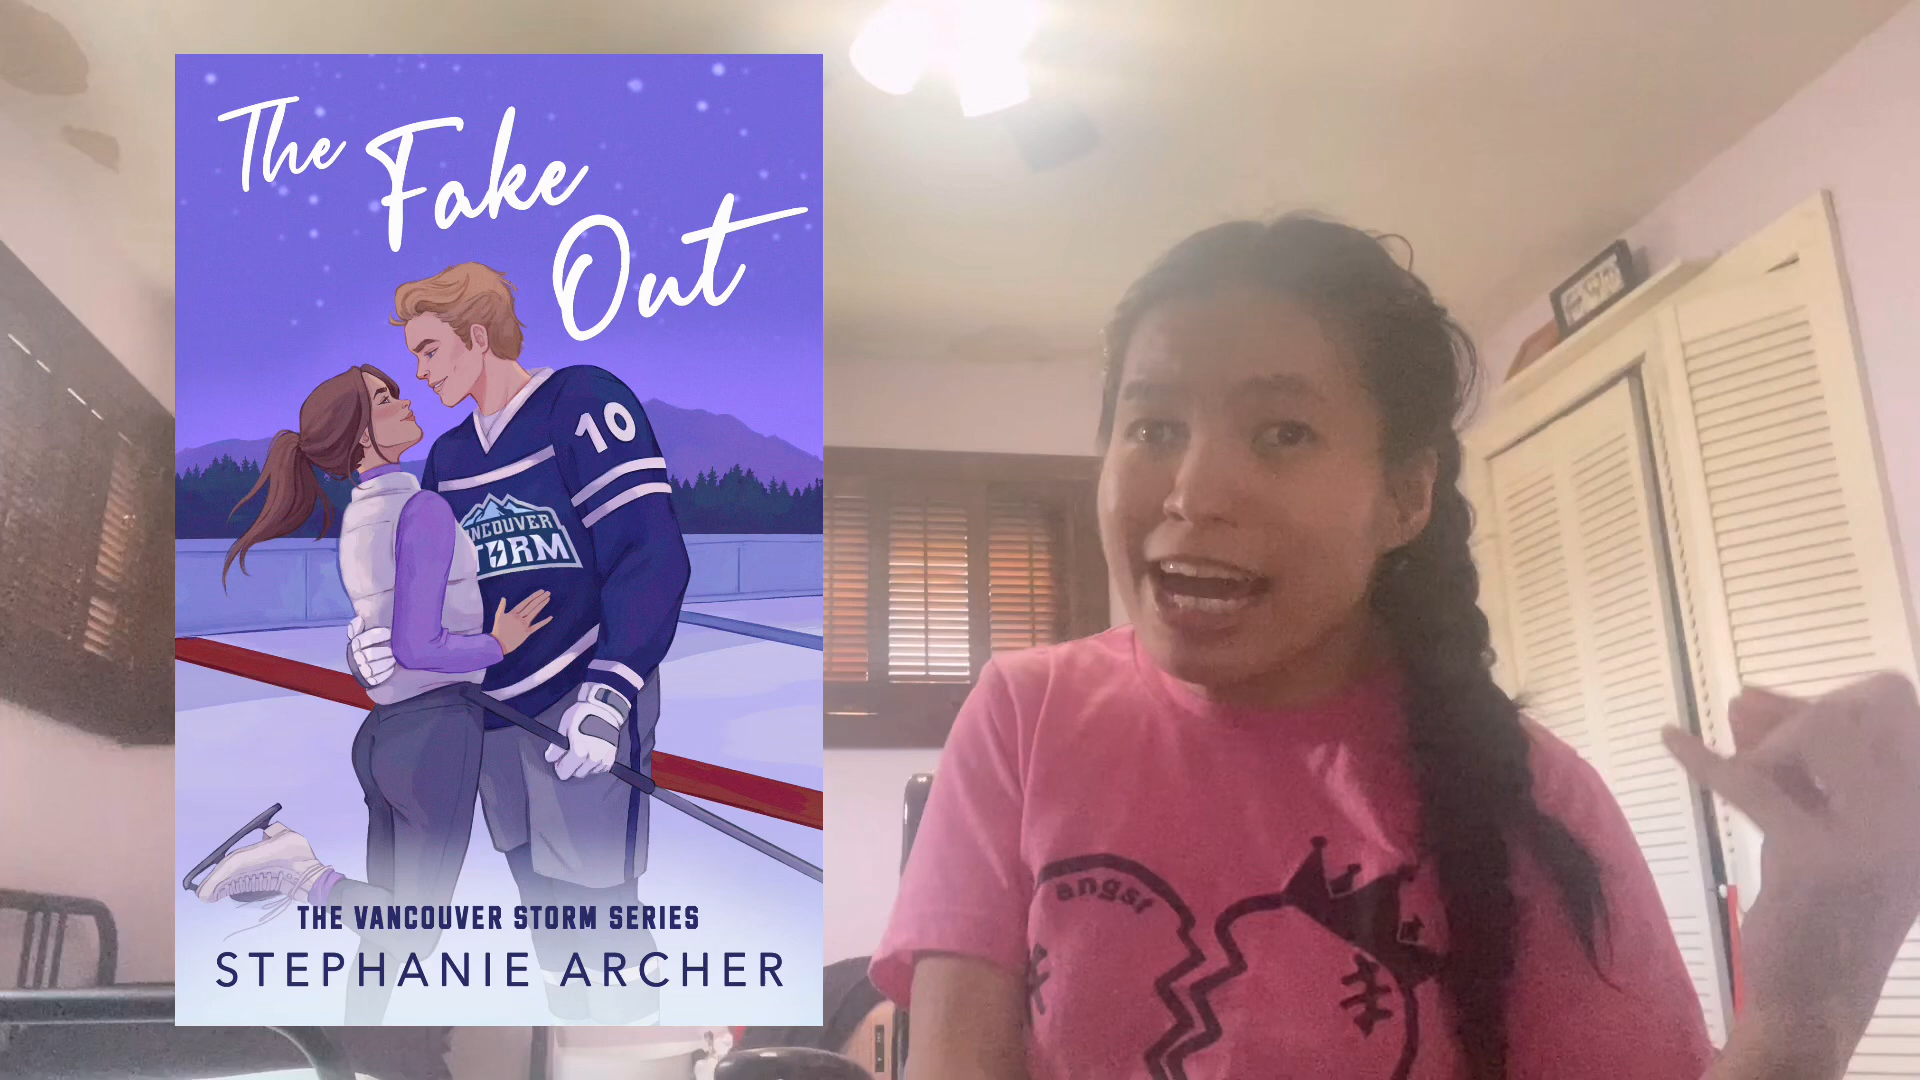 The
Fake
Out
10
VANCOUVER
STORM
THE VANCOUVER STORM SERIES
STEPHANIE ARCHER
angst